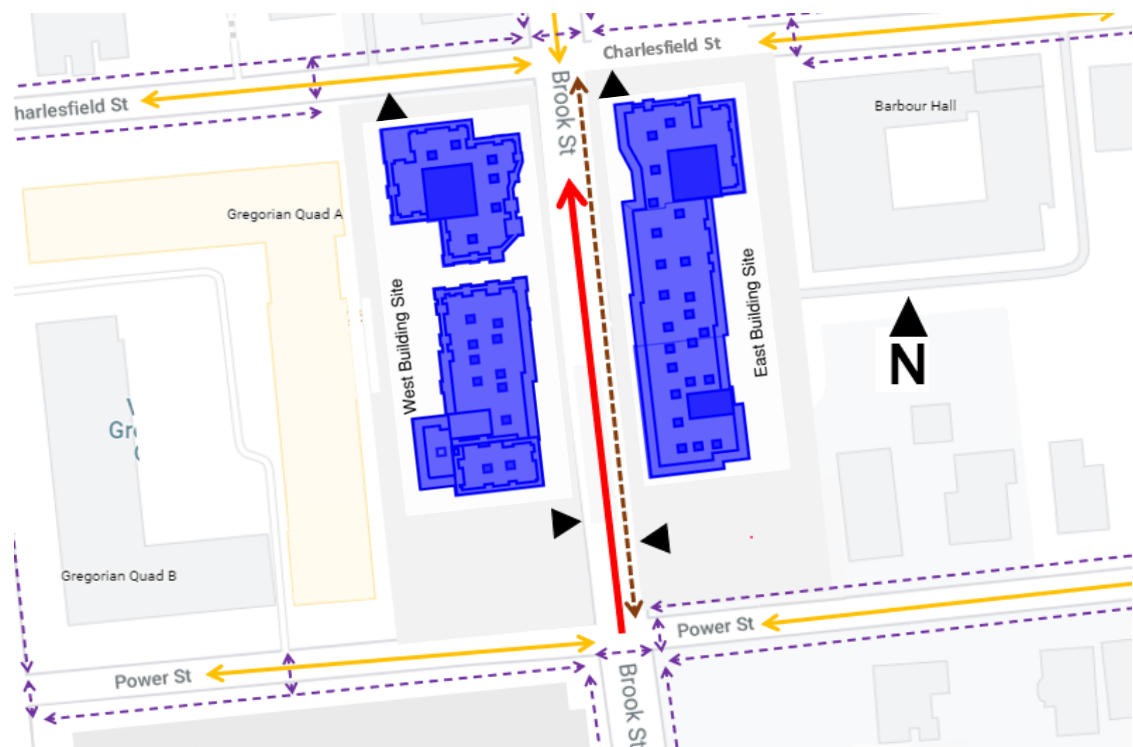 Charlesfield St
harlesfield St
Brook St
Barbour Hall
Gregorian Quad A
West Building Site
East Building Site
N
Gregorian Quad B
Power St
Power St
Brook St